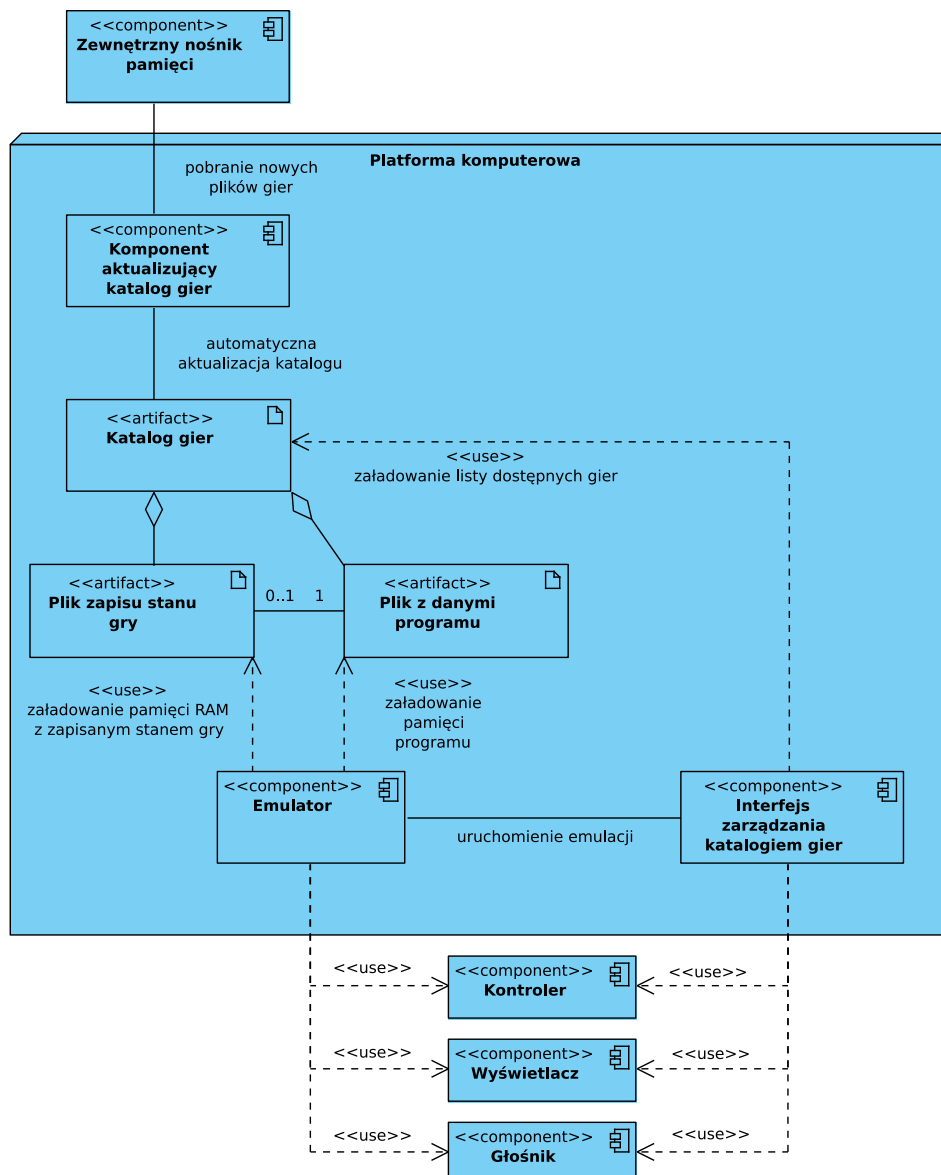 <<component>>
Zewnętrzny nośnik
pamięci
Platforma komputerowa
pobranie nowych
plików gier
<<component>>
Komponent
aktualizujący
katalog gier
automatyczna
aktualizacja katalogu
<<artifact>>
Katalog gier
<<use>>
załadowanie listy dostępnych gier
<<artifact>>
Plik zapisu stanu
gry
0..1
1
<<artifact>>
Plik z danymi
programu
<<use>>
załadowanie pamięci RAM
z zapisanym stanem gry
<<use>>
załadowanie
pamięci
programu
<<component>>
Emulator
uruchomienie emulacji
<<component>>
Interfejs
zarządzania
katalogiem gier
<<use>>
<<component>>
Kontroler
<<use>>
<<use>>
<<component>>
Wyświetlacz
<<use>>
<<use>>
<<component>>
Głośnik
<<use>>